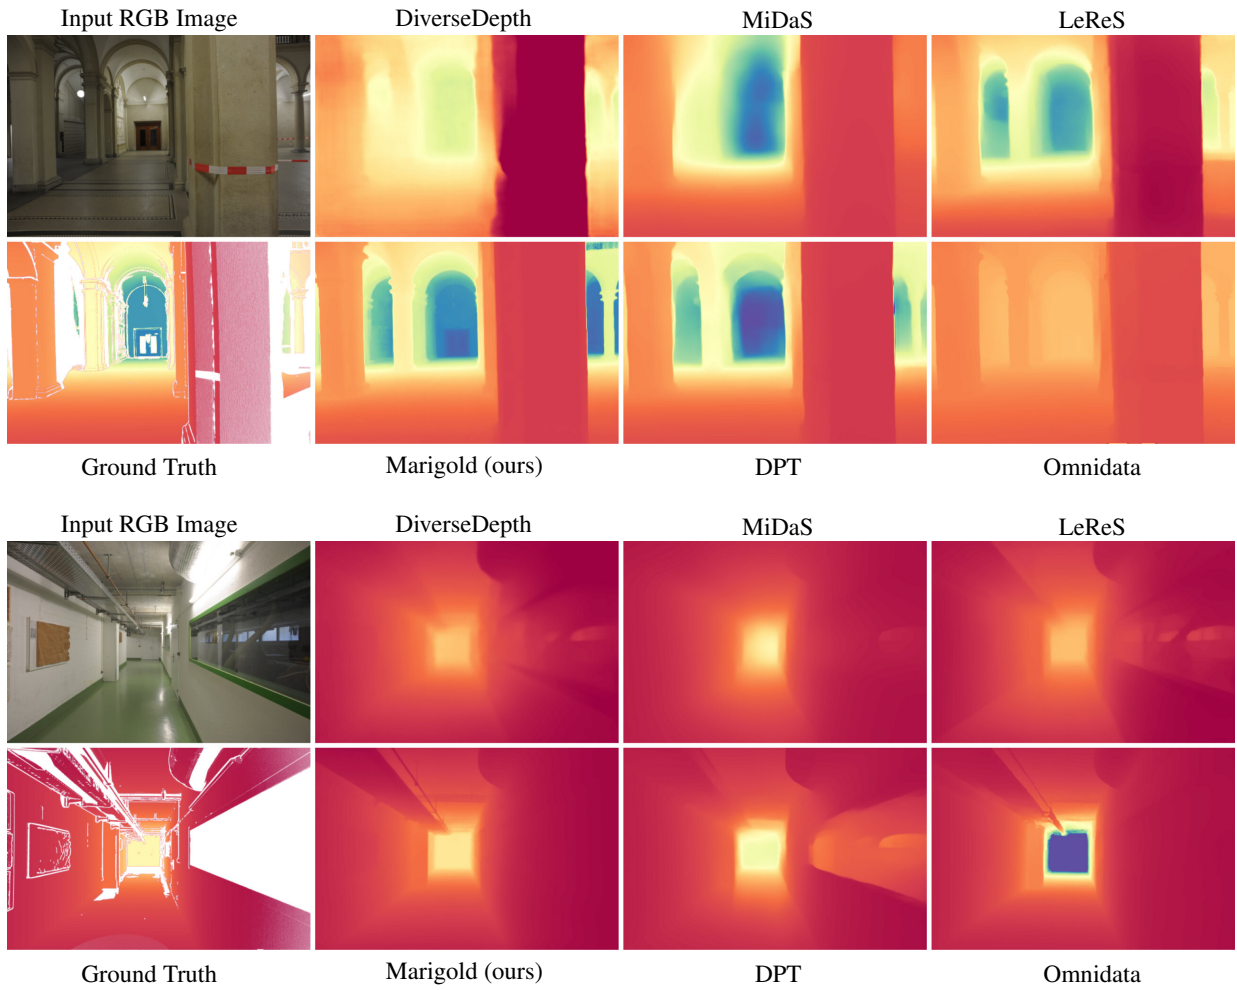 Input RGB Image
DiverseDepth
MiDaS
LeReS
Ground Truth
Marigold (ours)
DPT
Omnidata
Input RGB Image
DiverseDepth
MiDaS
LeReS
Ground Truth
Marigold (ours)
DPT
Omnidata